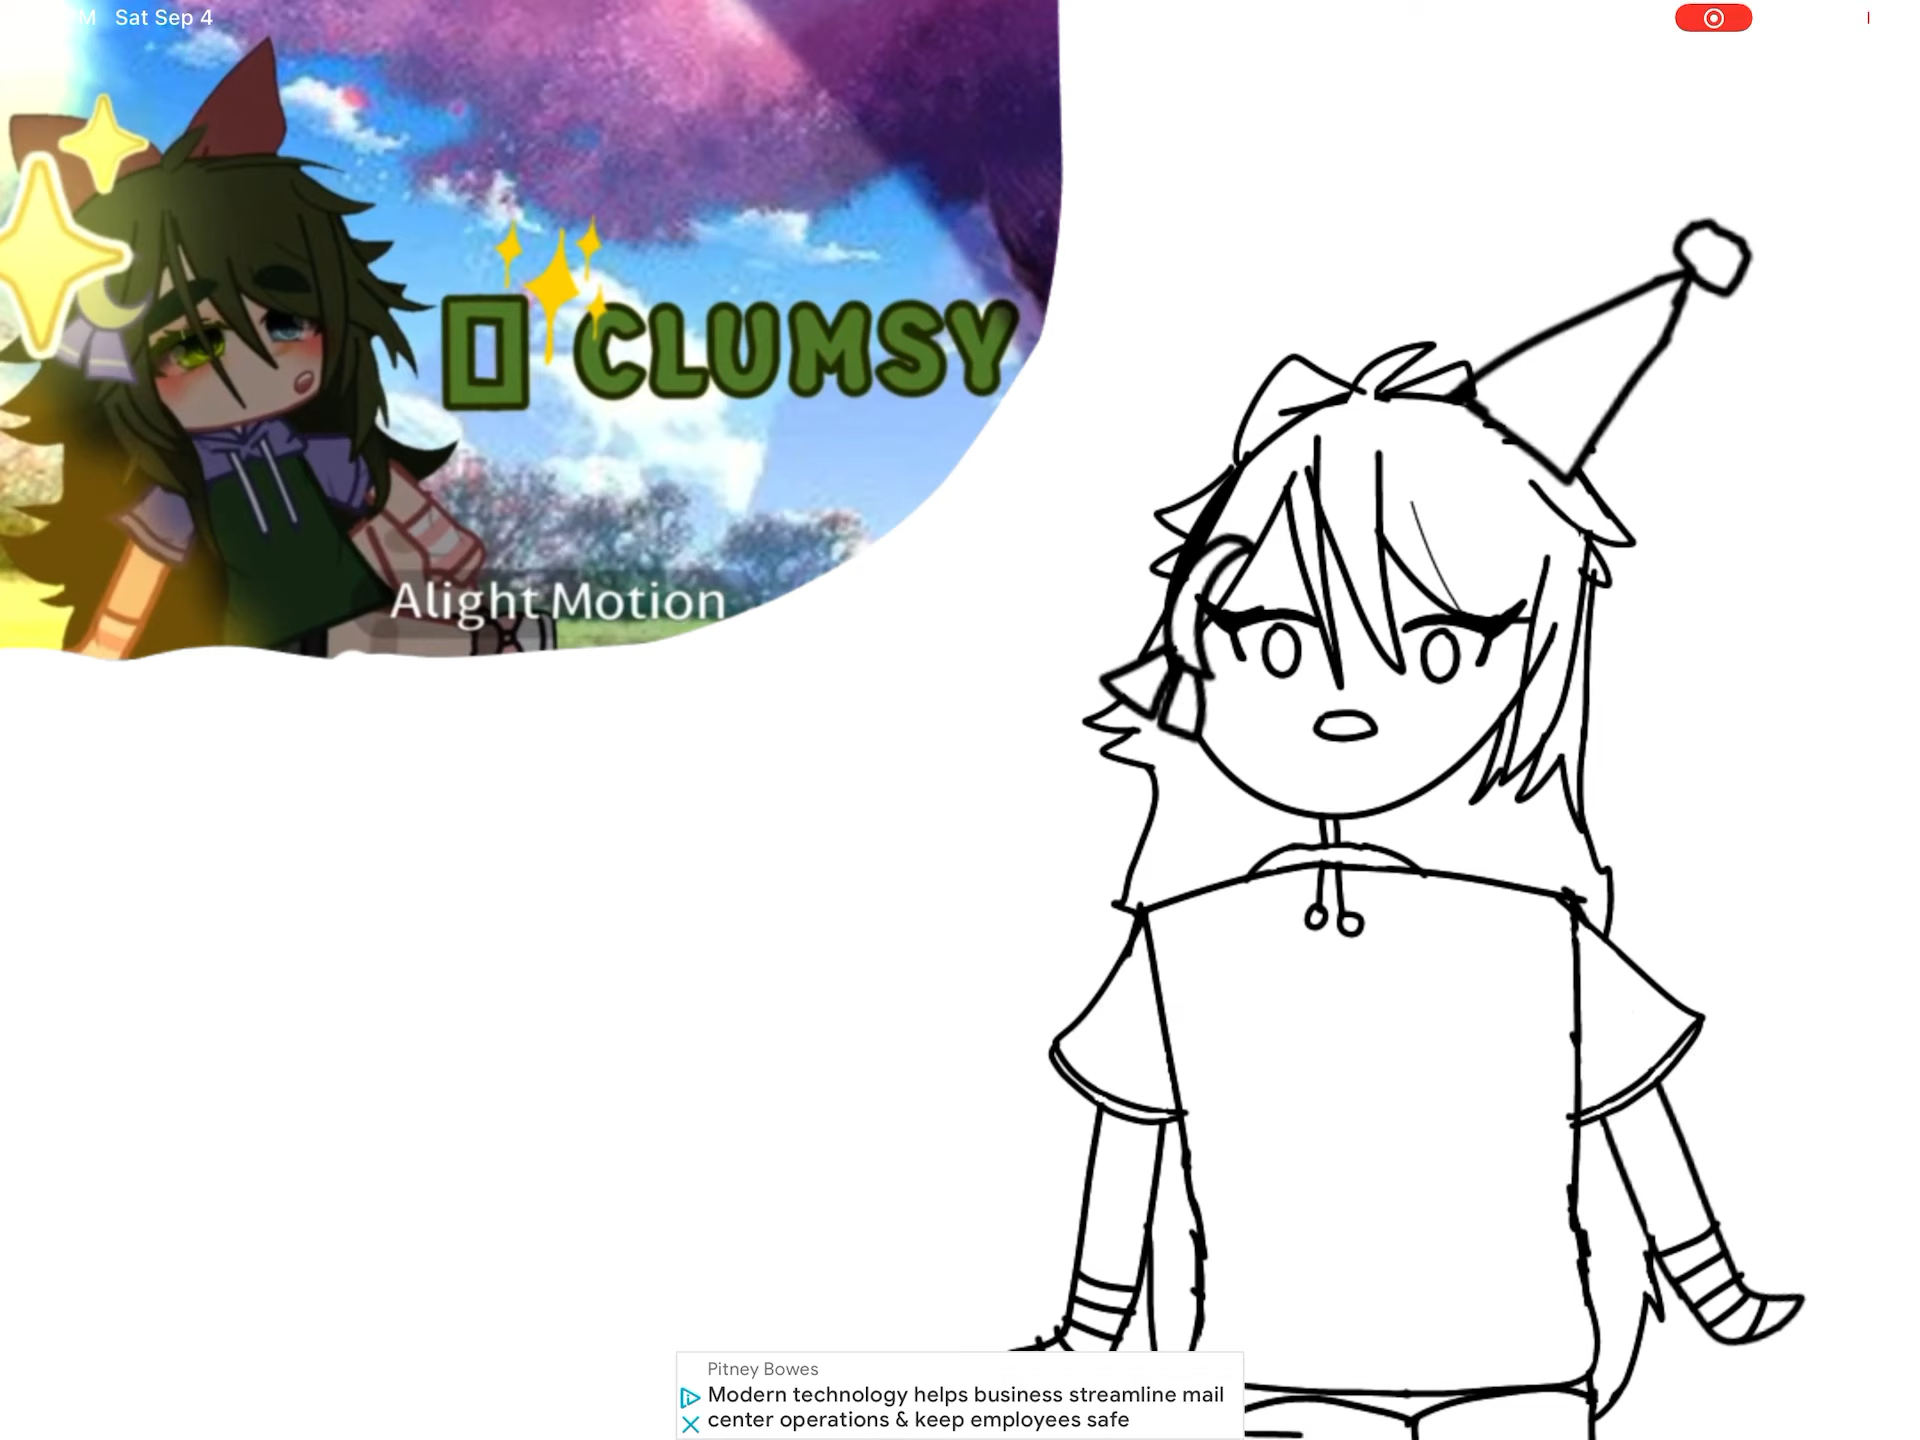 M Sat Sep 4
CLUMSY
Alight Motion
Pitney Bowes
Modern technology helps business streamline mail
center operations & keep employees safe